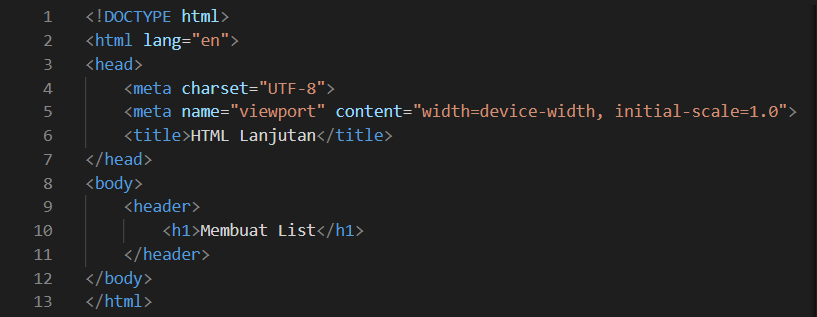 1 <!DOCTYPE html>
2 <html lang="en">
3 <head>
4     <meta charset="UTF-8">
5     <meta name="viewport" content="width=device-width, initial-scale=1.0">
6     <title>HTML Lanjutan</title>
7 </head>
8 <body>
9     <header>
10         <h1>Membuat List</h1>
11     </header>
12 </body>
13 </html>